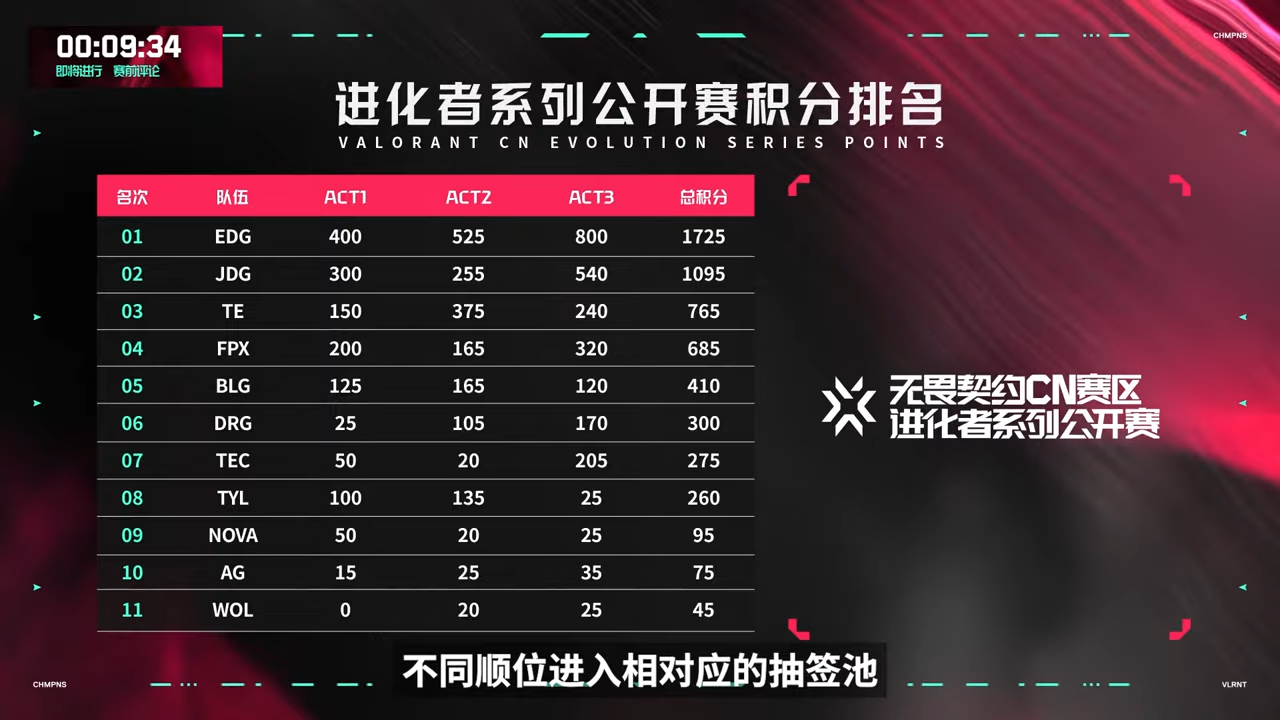 00:09:34
即将进行 赛前评论
CHMPNS
进化者系列公开赛积分排名
VALORANT CN EVOLUTION SERIES POINTS
名次 队伍 ACT1 ACT2 ACT3 总积分
01 EDG 400 525 800 1725
02 JDG 300 255 540 1095
03 TE 150 375 240 765
04 FPX 200 165 320 685
05 BLG 125 165 120 410
06 DRG 25 105 170 300
07 TEC 50 20 205 275
08 TYL 100 135 25 260
09 NOVA 50 20 25 95
10 AG 15 25 35 75
11 WOL 0 20 25 45
无畏契约CN赛区
进化者系列公开赛
不同顺位进入相对应的抽签池
CHMPNS
VLRNT